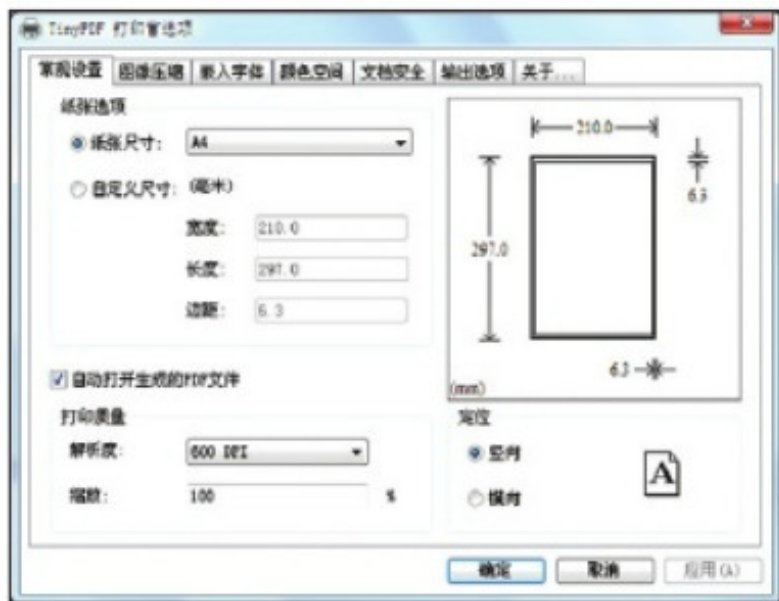 TinyPDF 打印首选项
常规设置 图像压缩 嵌入字体 颜色空间 文档安全 输出选项 关于...
纸张选项
纸张尺寸: A4
自定义尺寸: (毫米)
宽度: 210.0
长度: 297.0
边距: 6.3
210.0
6.3
297.0
6.3
(mm)
自动打开生成的PDF文件
打印质量
解析度: 600 DPI
缩放: 100 %
定位
竖向
横向
A
确定 取消 应用(A)